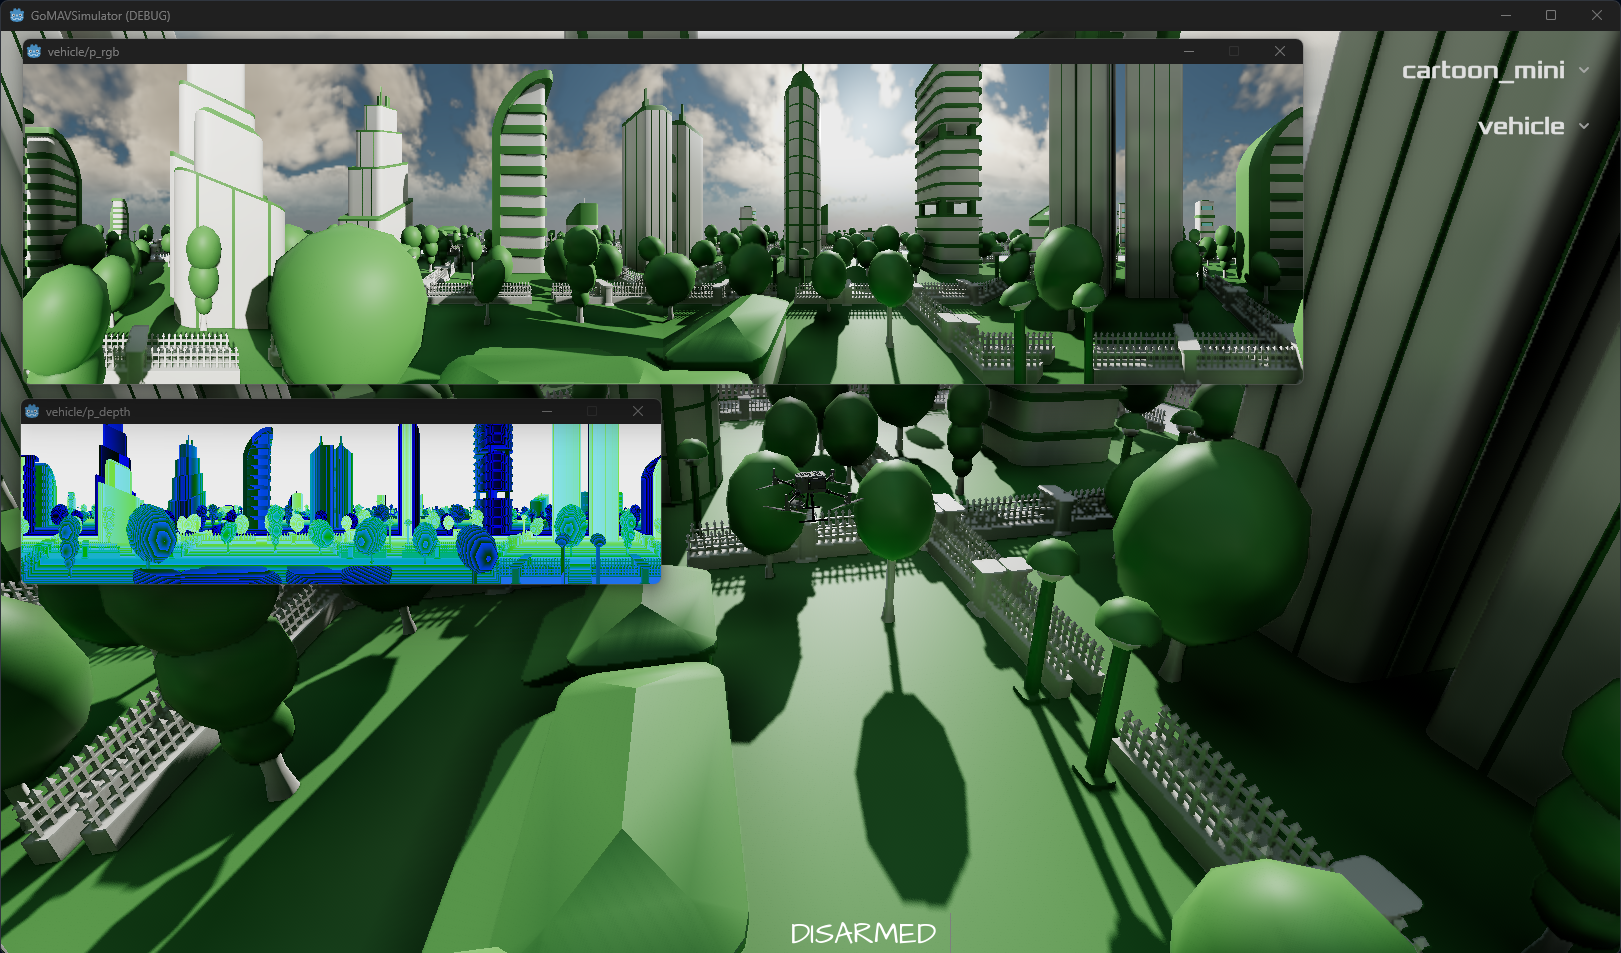 GoMAVSimulator (DEBUG)
vehicle/p_rgb
cartoon_mini
vehicle
vehicle/p_depth
DISARMED